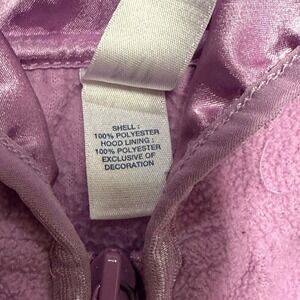 SHELL :
100% POLYESTER
HOOD LINING :
100% POLYESTER
EXCLUSIVE OF
DECORATION